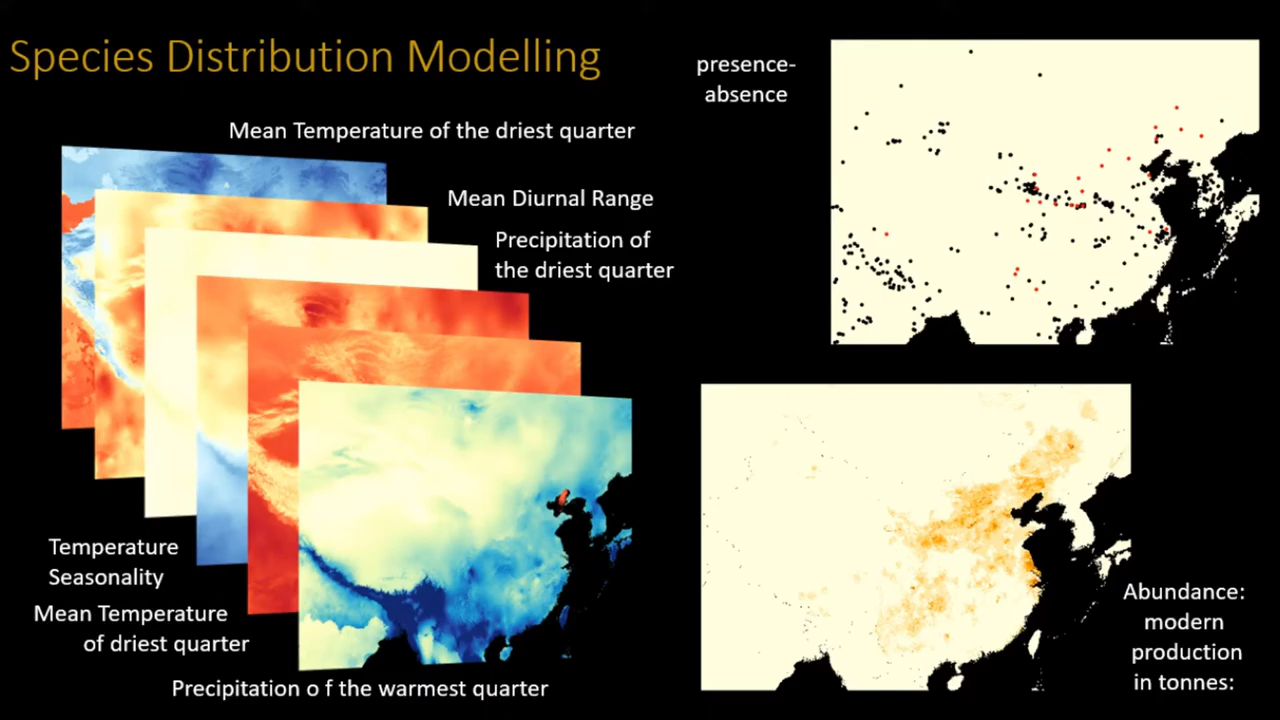 Species Distribution Modelling
presence-
absence
Mean Temperature of the driest quarter
Mean Diurnal Range
Precipitation of
the driest quarter
Temperature
Seasonality
Mean Temperature
of driest quarter
Precipitation o f the warmest quarter
Abundance:
modern
production
in tonnes: